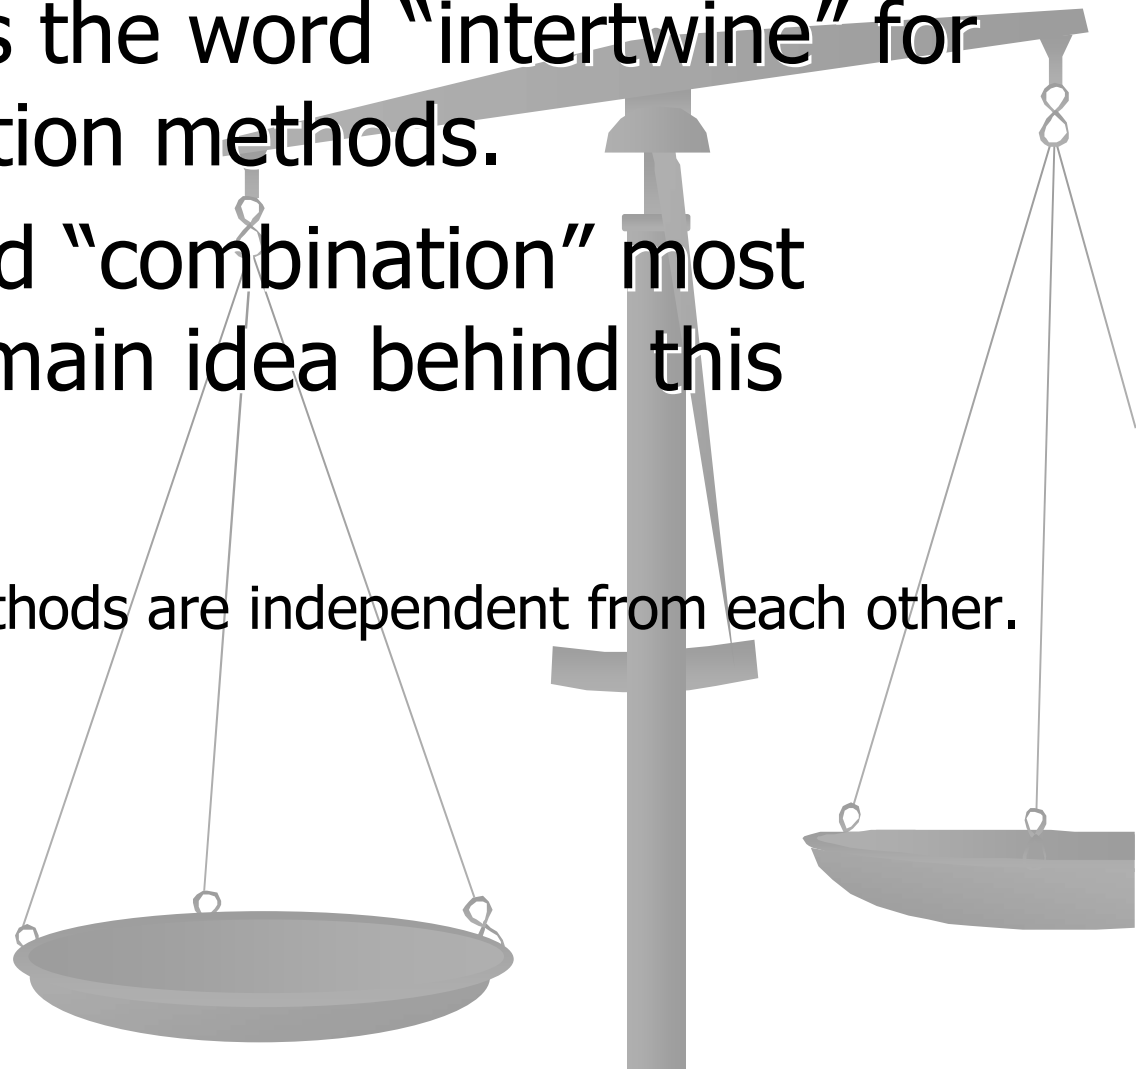 s the word “intertwine” for
tion methods.
d “combination” most
main idea behind this
thods are independent from each other.